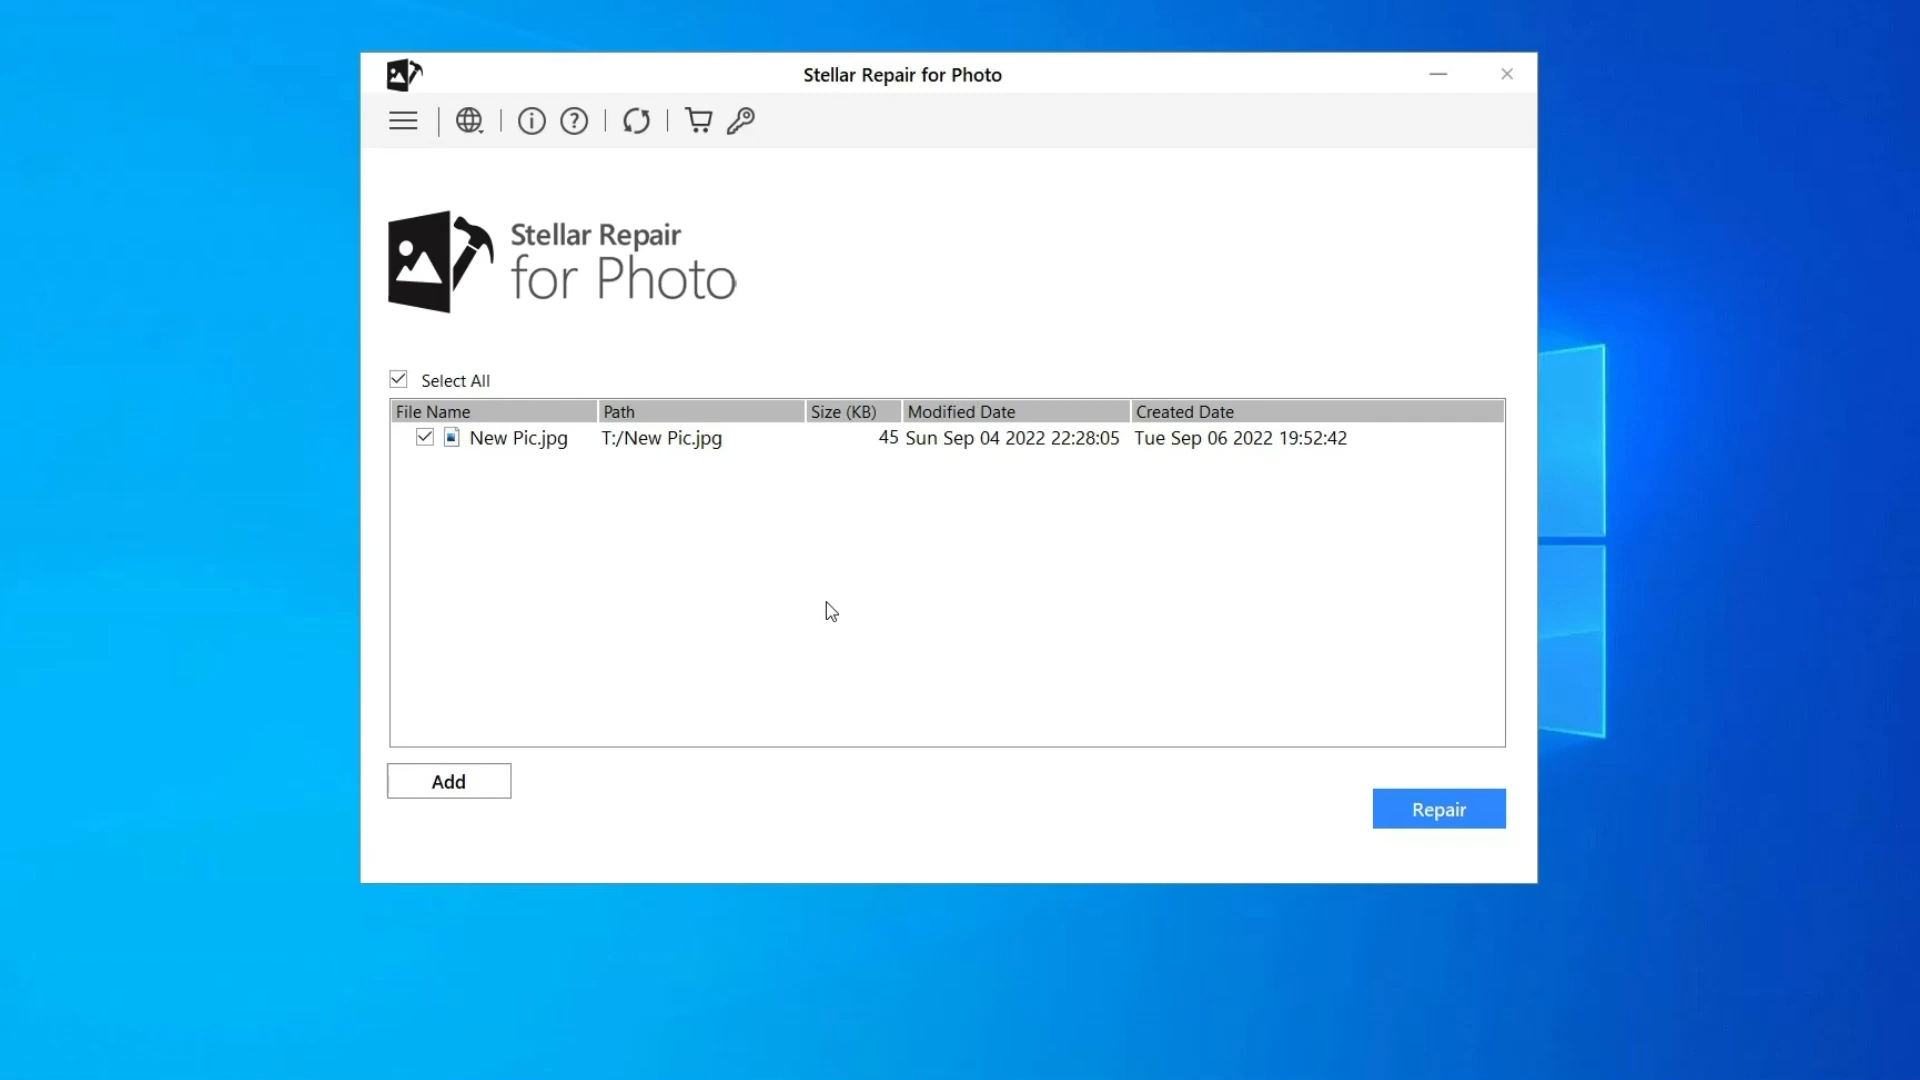 Stellar Repair for Photo
Stellar Repair
for Photo
Select All
File Name Path Size (KB) Modified Date Created Date
New Pic.jpg T:/New Pic.jpg 45 Sun Sep 04 2022 22:28:05 Tue Sep 06 2022 19:52:42
Add
Repair